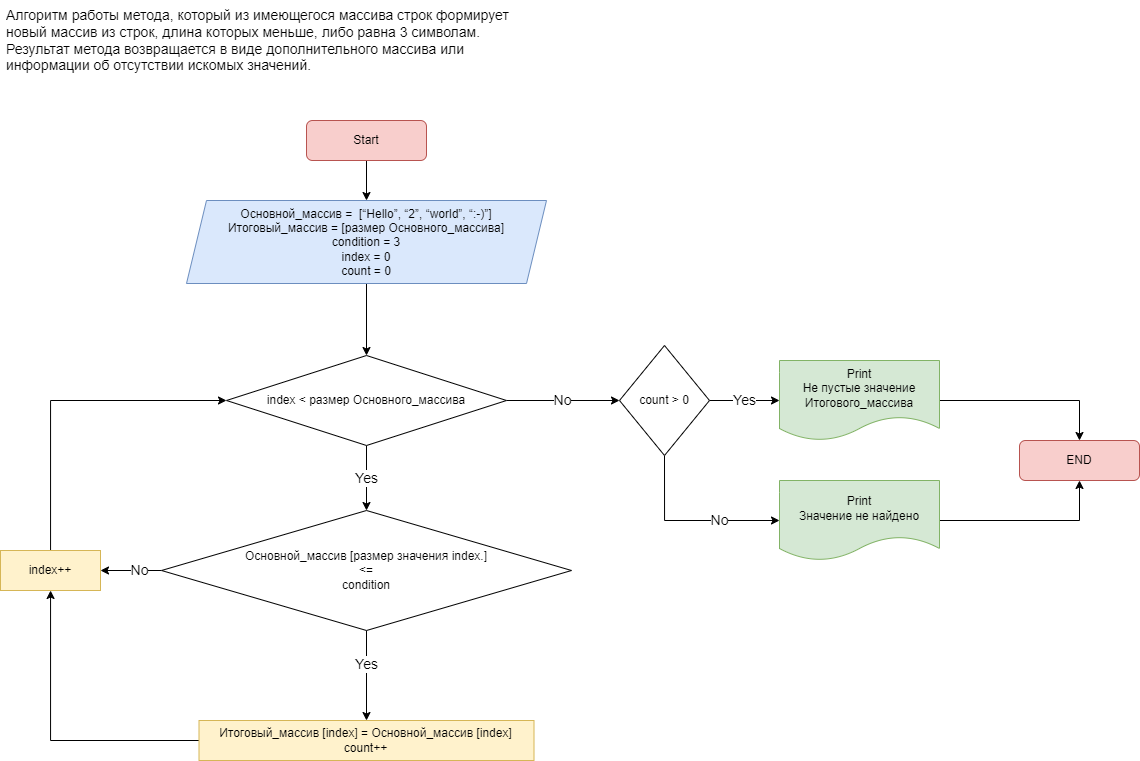 Алгоритм работы метода, который из имеющегося массива строк формирует
новый массив из строк, длина которых меньше, либо равна 3 символам.
Результат метода возвращается в виде дополнительного массива или
информации об отсутствии искомых значений.
Start
Основной_массив =  [“Hello”, “2”, “world”, “:-)”]
Итоговый_массив = [размер Основного_массива]
condition = 3
index = 0
count = 0
index < размер Основного_массива
No
count > 0
Yes
Print
Не пустые значение
Итогового_массива
END
Yes
No
Print
Значение не найдено
Основной_массив [размер значения index.]
<=
condition
No
index++
Yes
Итоговый_массив [index] = Основной_массив [index]
count++